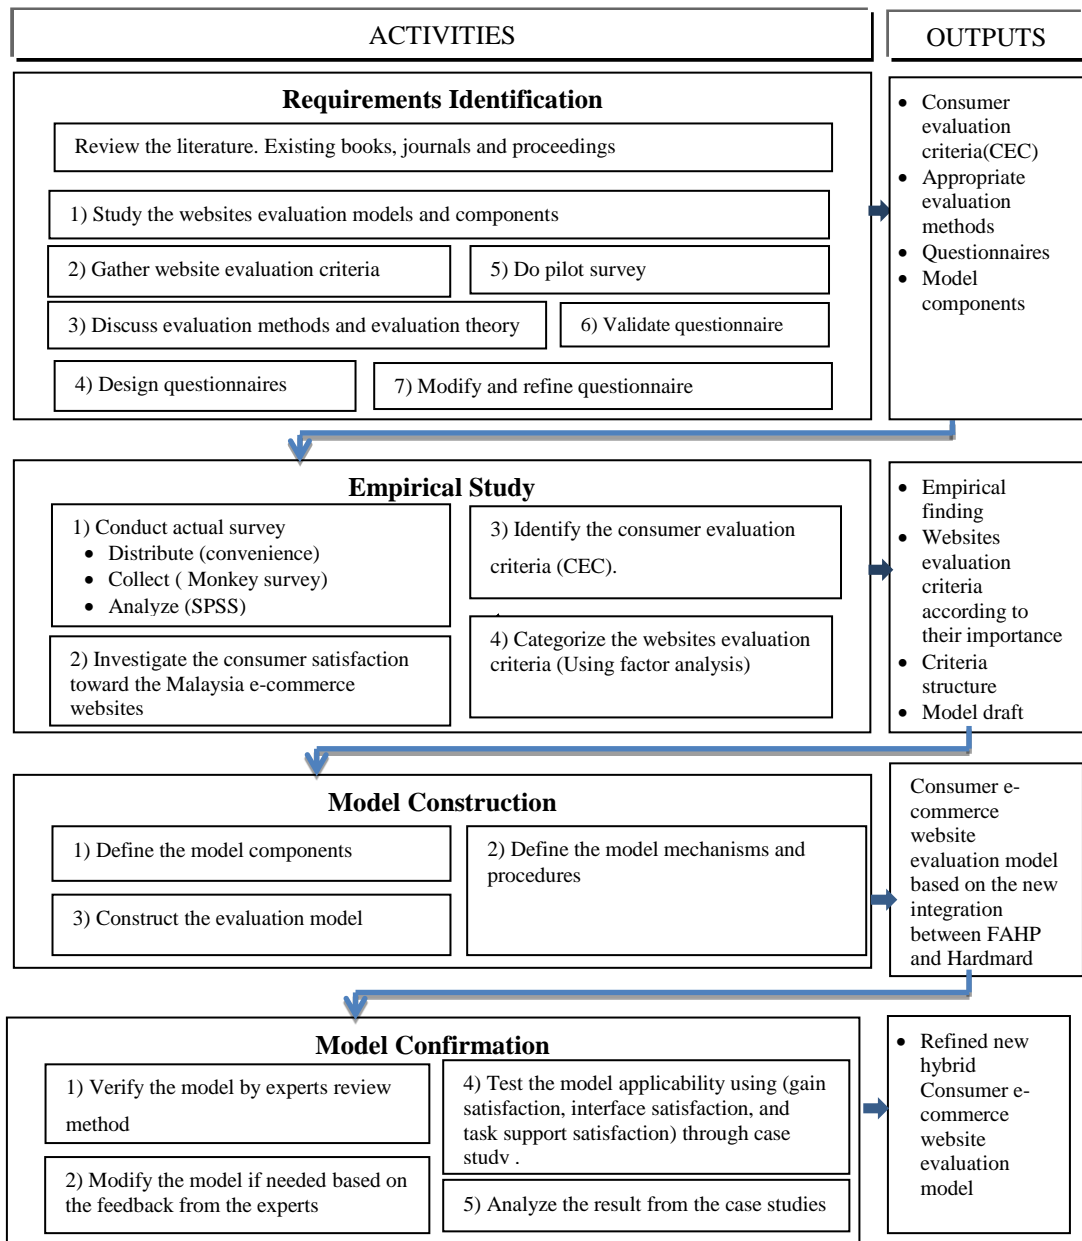 ACTIVITIES
OUTPUTS
Requirements Identification
Review the literature. Existing books, journals and proceedings
1) Study the websites evaluation models and components
2) Gather website evaluation criteria
5) Do pilot survey
3) Discuss evaluation methods and evaluation theory
6) Validate questionnaire
4) Design questionnaires
7) Modify and refine questionnaire
• Consumer
evaluation
criteria(CEC)
• Appropriate
evaluation
methods
• Questionnaires
• Model
components
Empirical Study
1) Conduct actual survey
• Distribute (convenience)
• Collect ( Monkey survey)
• Analyze (SPSS)
2) Investigate the consumer satisfaction
toward the Malaysia e-commerce
websites
3) Identify the consumer evaluation
criteria (CEC).
4) Categorize the websites evaluation
criteria (Using factor analysis)
• Empirical
finding
• Websites
evaluation
criteria
according to
their importance
• Criteria
structure
• Model draft
Model Construction
1) Define the model components
3) Construct the evaluation model
2) Define the model mechanisms and
procedures
Consumer e-
commerce
website
evaluation model
based on the new
integration
between FAHP
and Hardmard
Model Confirmation
1) Verify the model by experts review
method
2) Modify the model if needed based on
the feedback from the experts
4) Test the model applicability using (gain
satisfaction, interface satisfaction, and
task support satisfaction) through case
study .
5) Analyze the result from the case studies
• Refined new
hybrid
Consumer e-
commerce
website
evaluation
model